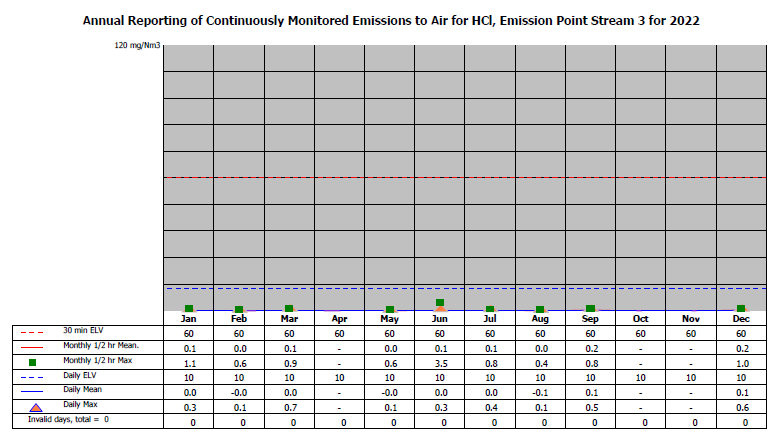 Annual Reporting of Continuously Monitored Emissions to Air for HCl, Emission Point Stream 3 for 2022
120 mg/Nm3
Jan Feb Mar Apr May Jun Jul Aug Sep Oct Nov Dec
30 min ELV 60 60 60 60 60 60 60 60 60 60 60 60
Monthly 1/2 hr Mean. 0.1 0.0 0.1 - 0.0 0.1 0.1 0.0 0.2 - - 0.2
Monthly 1/2 hr Max 1.1 0.6 0.9 - 0.6 3.5 0.8 0.4 0.8 - - 1.0
Daily ELV 10 10 10 10 10 10 10 10 10 10 10 10
Daily Mean 0.0 -0.0 0.0 - -0.0 0.0 0.0 -0.1 0.1 - - 0.1
Daily Max 0.3 0.1 0.7 - 0.1 0.3 0.4 0.1 0.5 - - 0.6
Invalid days, total = 0 0 0 0 0 0 0 0 0 0 0 0 0